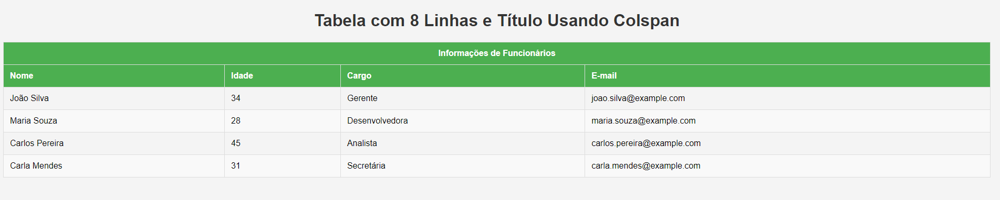 Tabela com 8 Linhas e Título Usando Colspan
Informações de Funcionários
Nome Idade Cargo E-mail
João Silva 34 Gerente joao.silva@example.com
Maria Souza 28 Desenvolvedora maria.souza@example.com
Carlos Pereira 45 Analista carlos.pereira@example.com
Carla Mendes 31 Secretária carla.mendes@example.com